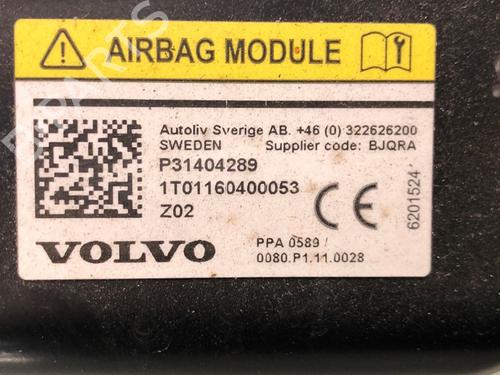 AIRBAG MODULE
Autoliv Sverige AB. +46 (0) 322626200
SWEDEN Supplier code: BJQRA
P31404289
1T01160400053
Z02
CE
6201524
VOLVO
PPA 0589 /
0080.P1.11.0028